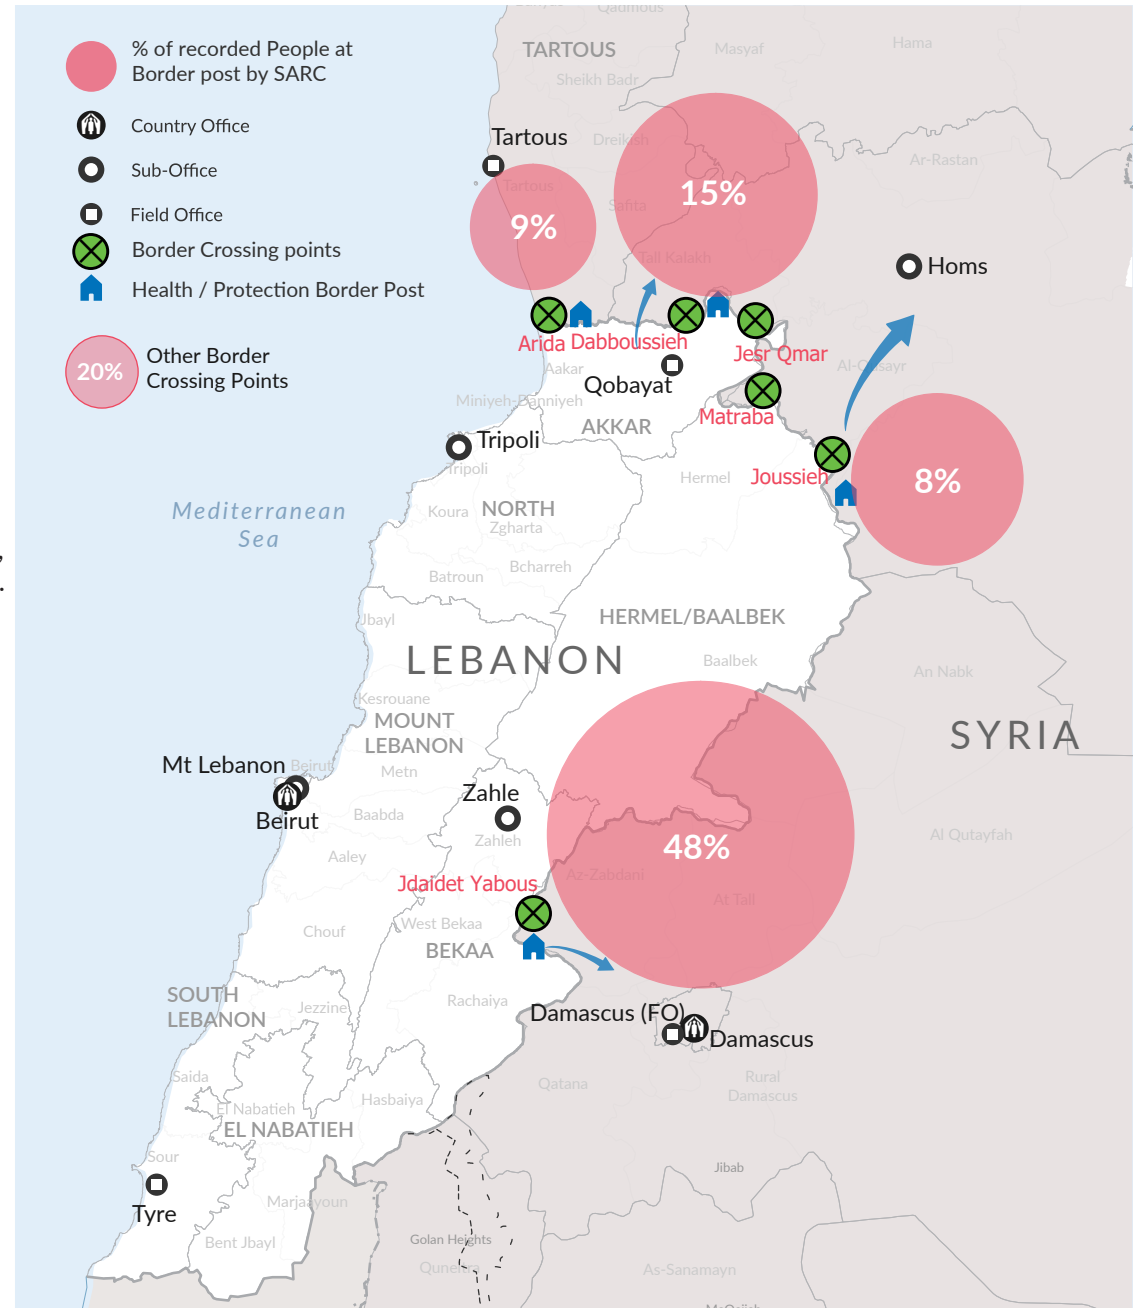 Qadmous
TARTOUS
Masyaf
Hama
% of recorded People at
Border post by SARC
Sheikh Badr
Country Office
Tartous
Dreikish
Ar-Rastan
Sub-Office
Tartous
15%
Safita
Field Office
9%
Border Crossing points
Tall Kalakh
Homs
Health / Protection Border Post
Arida
Dabboussieh
Jesr Qmar
Other Border
Crossing Points
20%
Aakar
Qobayat
Al-Qusayr
Miniyeh-Danniyeh
AKKAR
Matraba
Tripoli
Tripoli
Hermel
Joussieh
8%
Mediterranean
Sea
Koura
NORTH
Zgharta
Bcharreh
Batroun
Jbayl
HERMEL/BAALBEK
LEBANON
Baalbek
An Nabk
Kesrouane
MOUNT
LEBANON
SYRIA
Mt Lebanon
Beirut
Metn
Zahle
Beirut
Baabda
Zahleh
48%
Al Qutayfah
Aaley
Az-Zabdani
Jdaidet Yabous
At Tall
Chouf
West Bekaa
BEKAA
SOUTH
LEBANON
Jezzine
Rachaiya
Damascus (FO)
Damascus
Saida
Qatana
Rural
Damascus
Hasbaiya
El Nabatieh
EL NABATIEH
Sour
Jibab
Tyre
Marjaayoun
Bent Jbayl
Golan Heights
Quneitra
As-Sanamayn